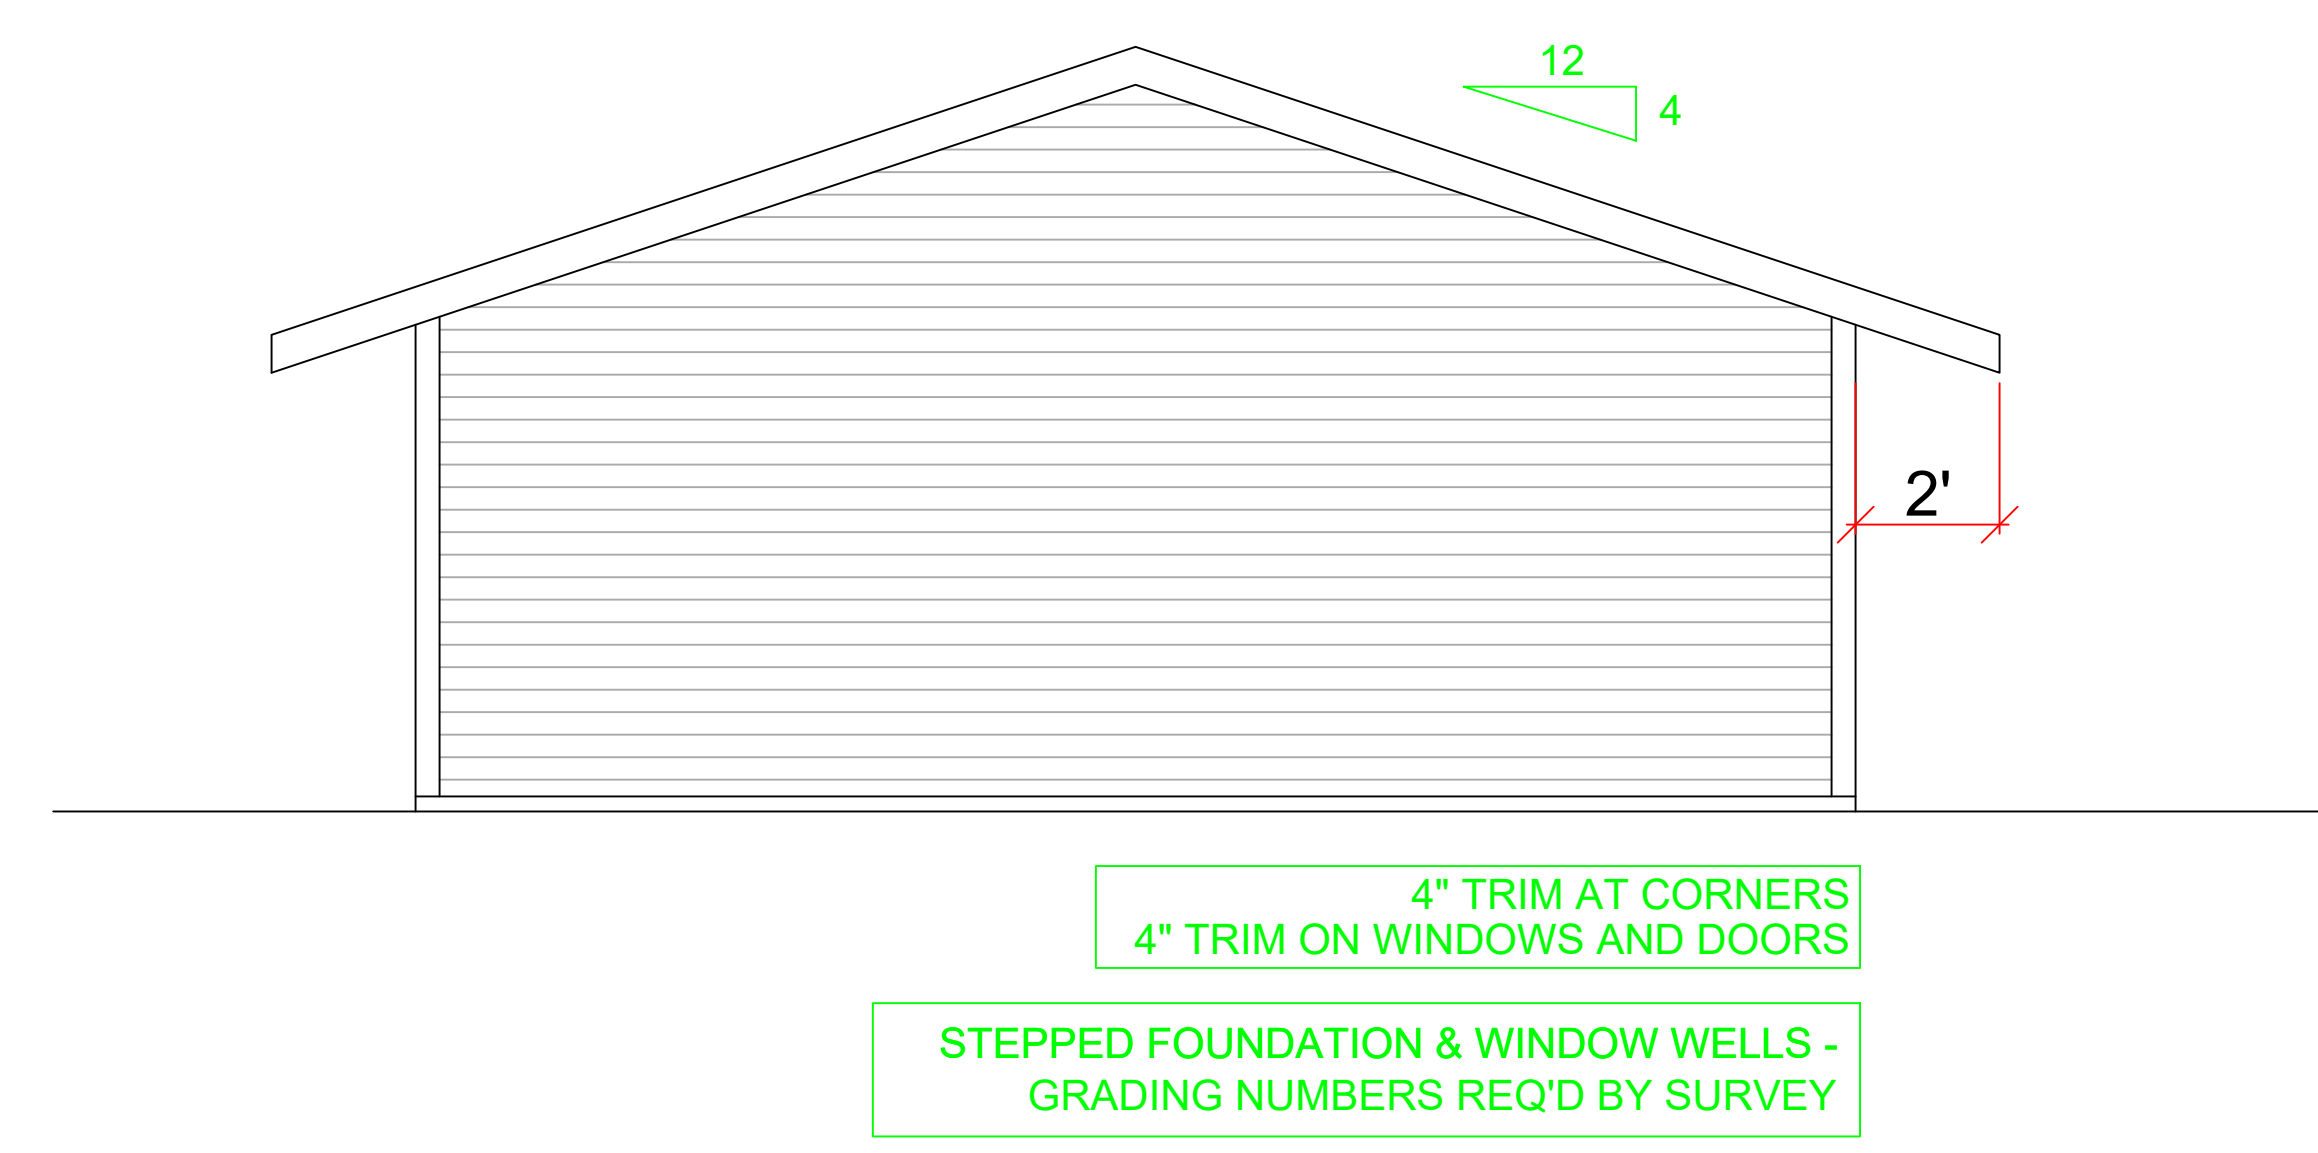 12
4
2'
4" TRIM AT CORNERS
4" TRIM ON WINDOWS AND DOORS
STEPPED FOUNDATION & WINDOW WELLS -
GRADING NUMBERS REQ'D BY SURVEY